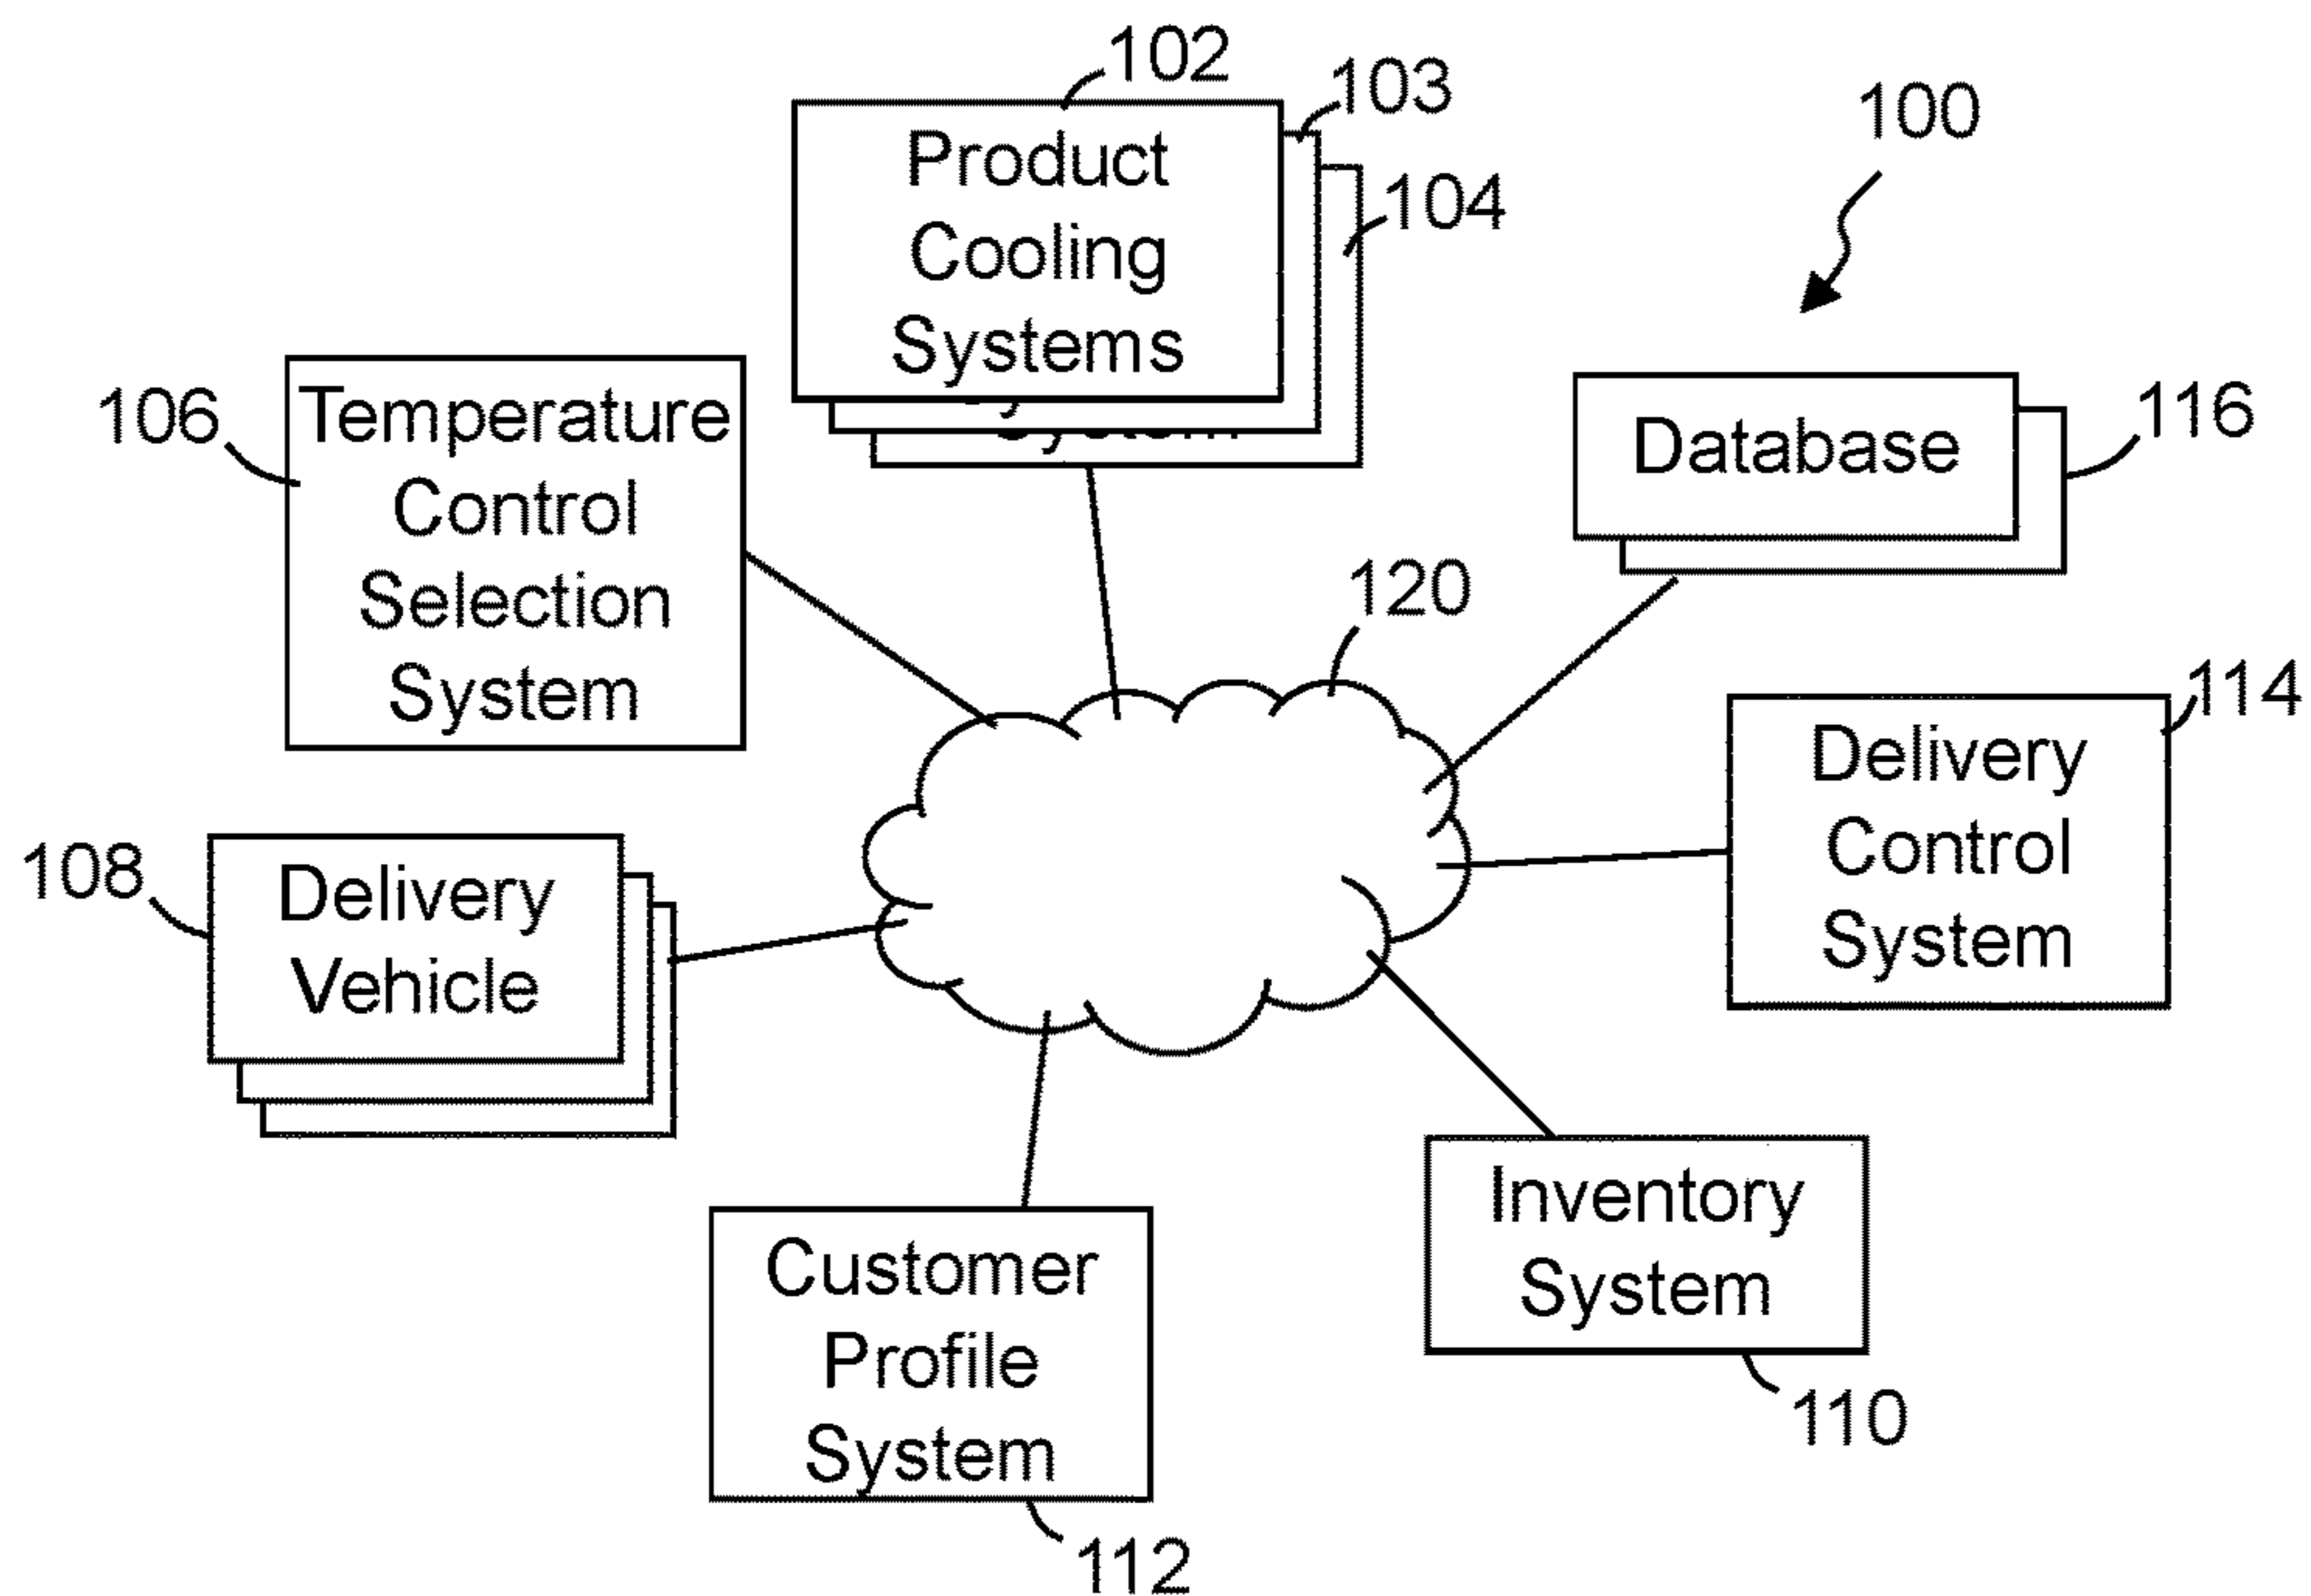 102
103
100
Product
Cooling
Systems
104
106
Temperature
Control
Selection
System
Database
116
120
114
Delivery
Control
System
108
Delivery
Vehicle
Customer
Profile
System
Inventory
System
110
112